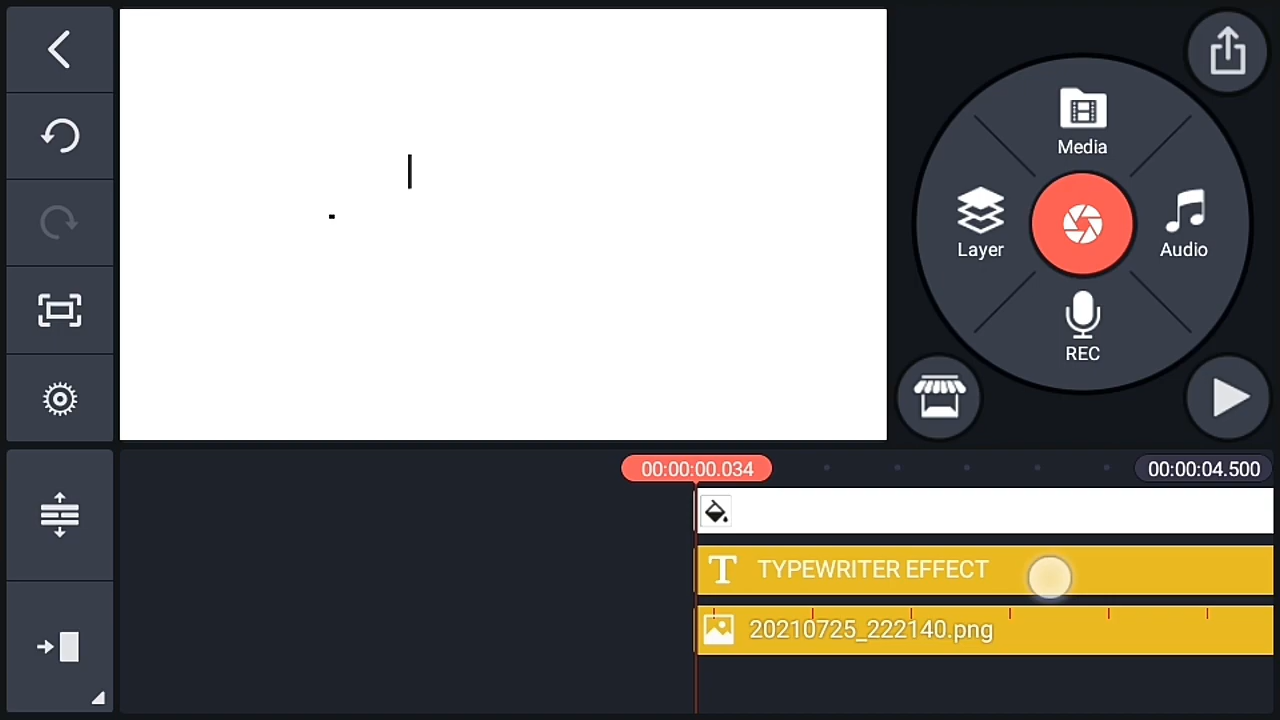 Media
Layer
Audio
REC
00:00:00.034
00:00:04.500
TYPEWRITER EFFECT
20210725_222140.png